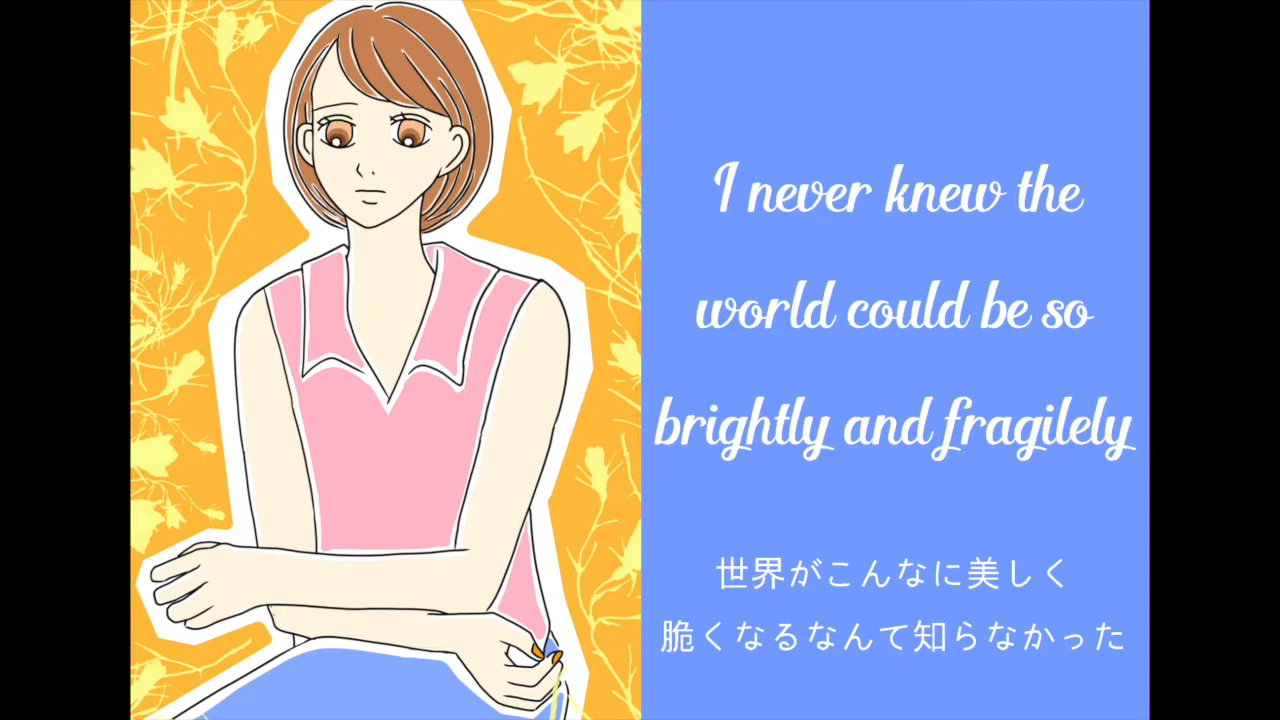 I never knew the
world could be so
brightly and fragilely
世界がこんなに美しく
脆くなるなんて知らなかった